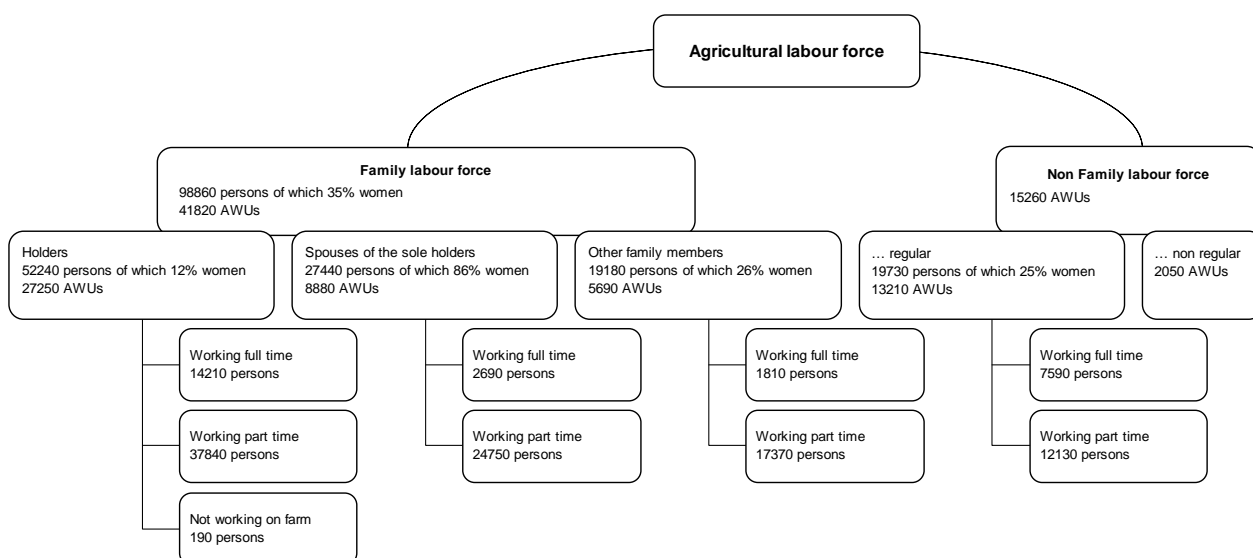 Agricultural labour force
Family labour force
98860 persons of which 35% women
41820 AWUs
Non Family labour force
15260 AWUs
Holders
52240 persons of which 12% women
27250 AWUs
Spouses of the sole holders
27440 persons of which 86% women
8880 AWUs
Other family members
19180 persons of which 26% women
5690 AWUs
... regular
19730 persons of which 25% women
13210 AWUs
... non regular
2050 AWUs
Working full time
14210 persons
Working full time
2690 persons
Working full time
1810 persons
Working full time
7590 persons
Working part time
37840 persons
Working part time
24750 persons
Working part time
17370 persons
Working part time
12130 persons
Not working on farm
190 persons